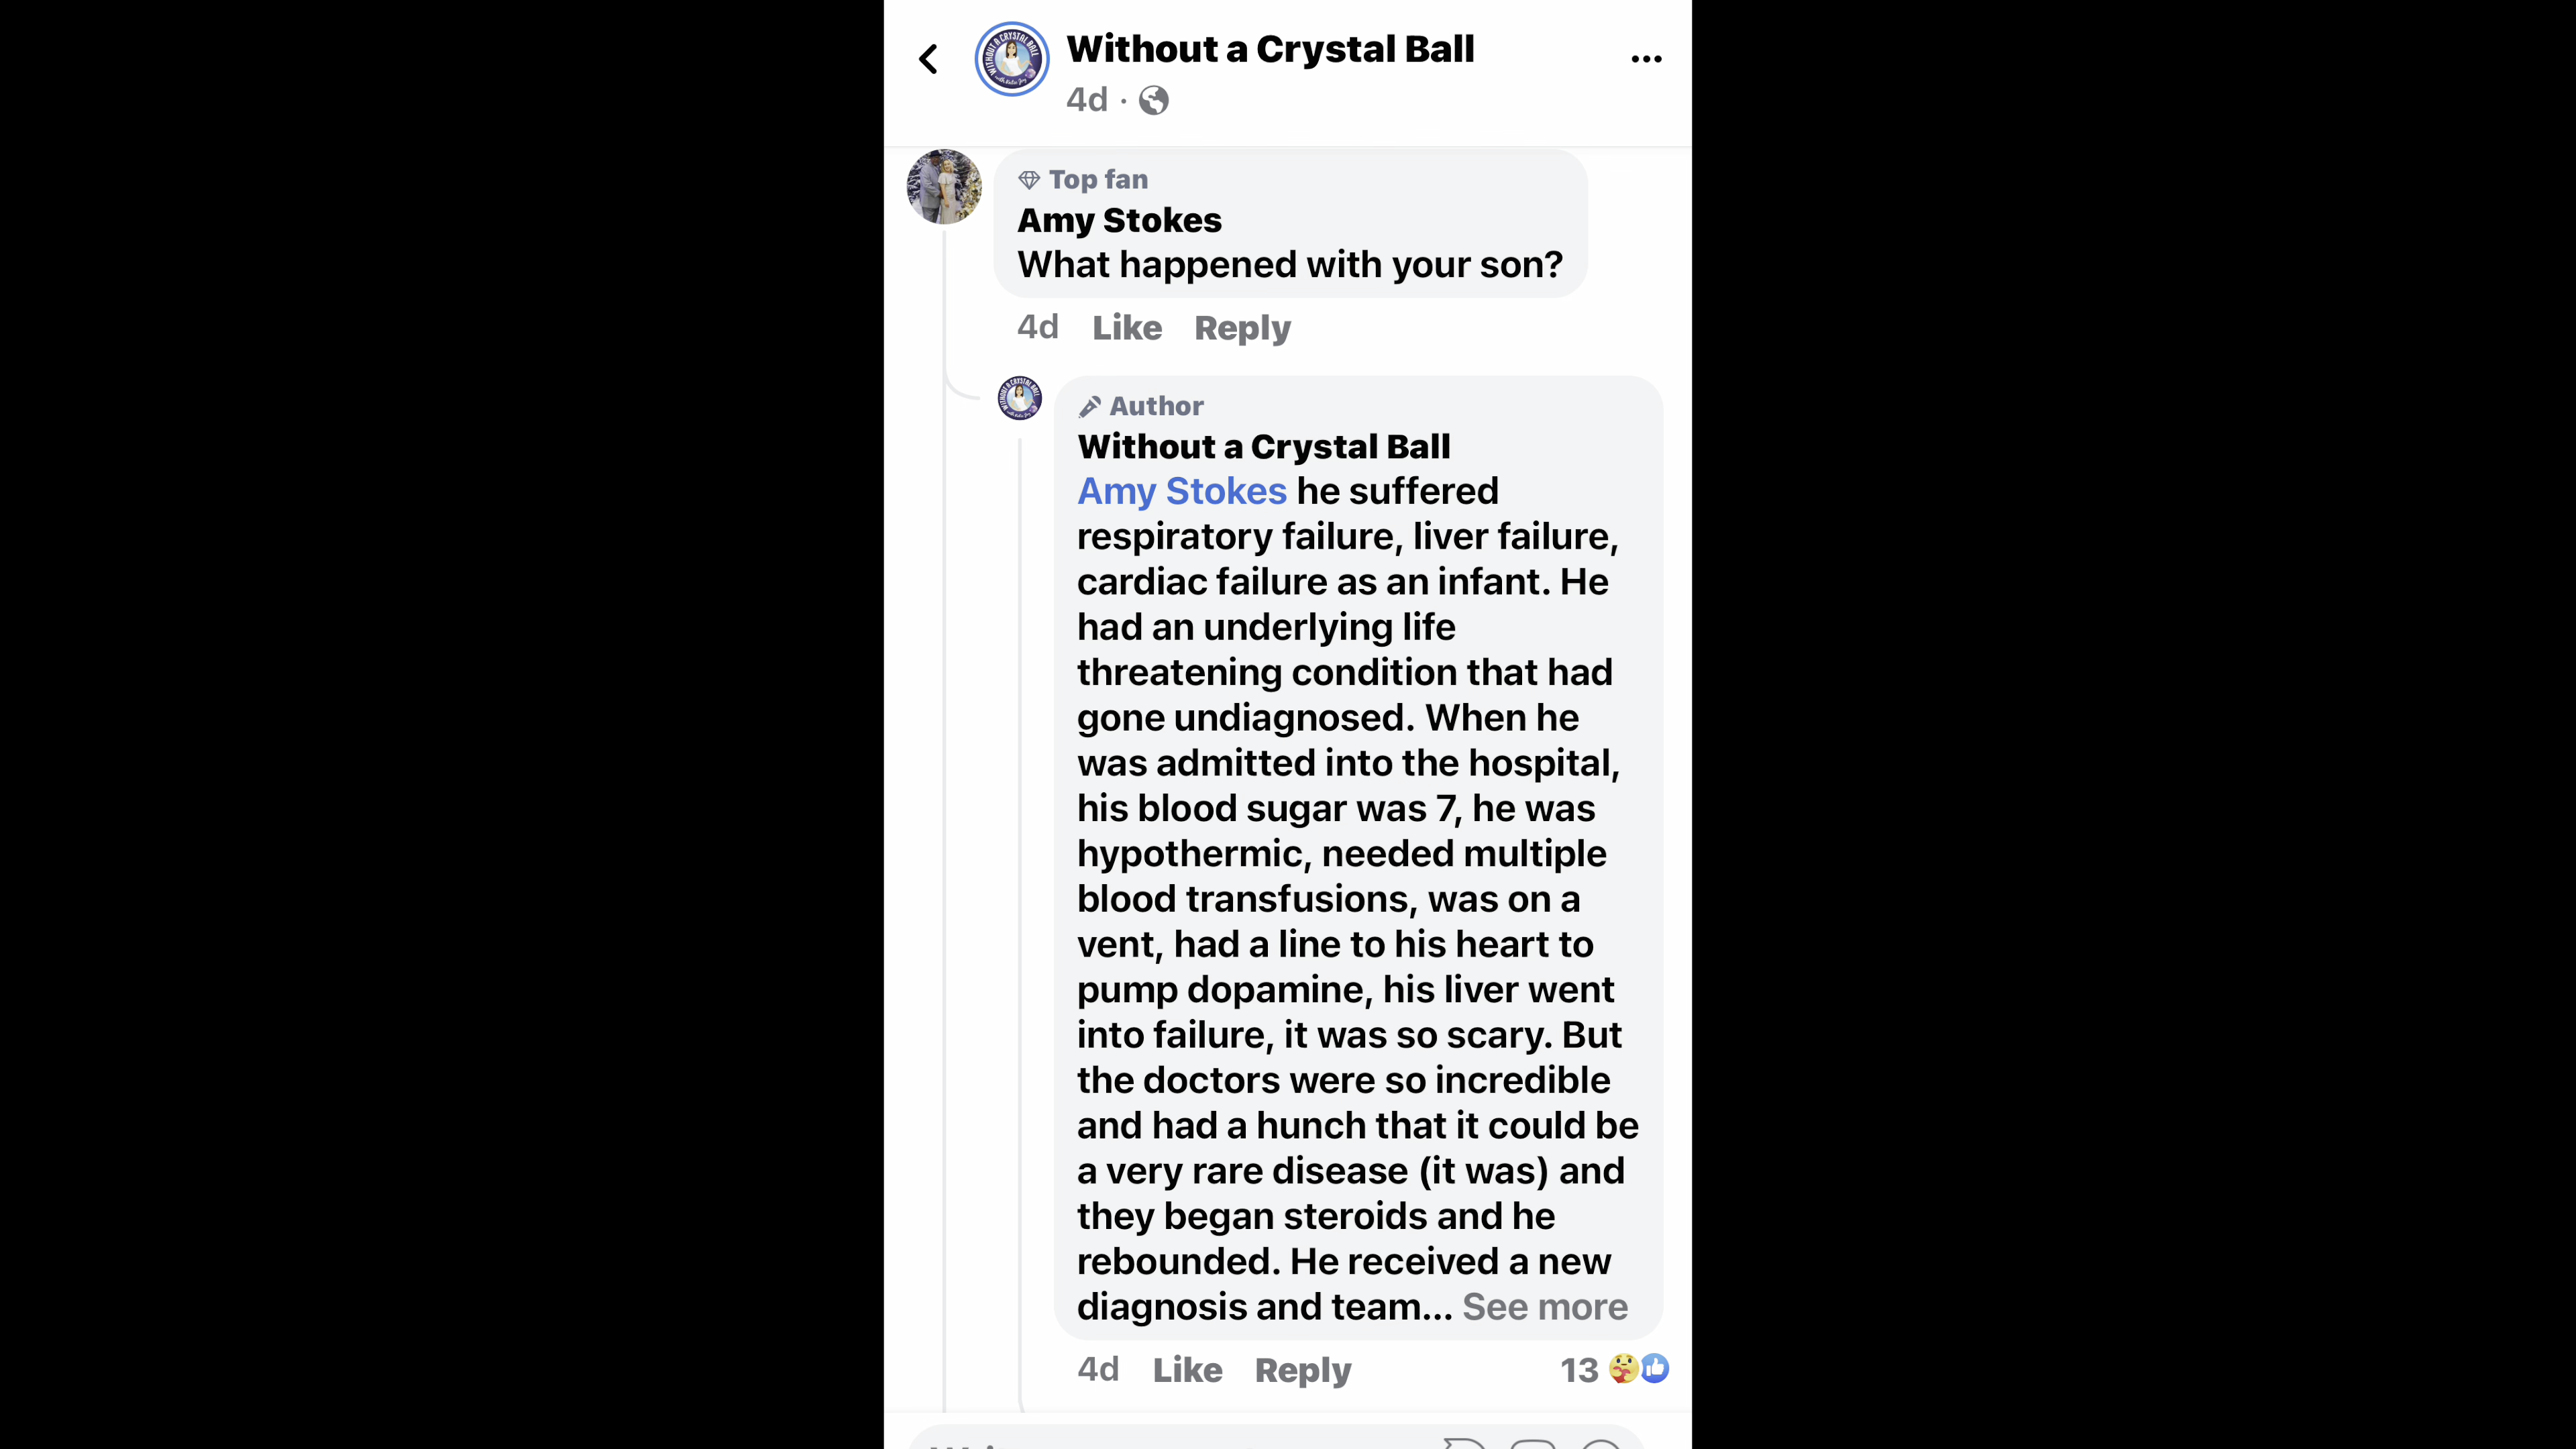 Without a Crystal Ball
4d ·
WITHOUT A CRYSTAL BALL
Top fan
Amy Stokes
What happened with your son?
4d Like Reply
Author
Without a Crystal Ball
Amy Stokes he suffered
respiratory failure, liver failure,
cardiac failure as an infant. He
had an underlying life
threatening condition that had
gone undiagnosed. When he
was admitted into the hospital,
his blood sugar was 7, he was
hypothermic, needed multiple
blood transfusions, was on a
vent, had a line to his heart to
pump dopamine, his liver went
into failure, it was so scary. But
the doctors were so incredible
and had a hunch that it could be
a very rare disease (it was) and
they began steroids and he
rebounded. He received a new
diagnosis and team... See more
4d Like Reply 13